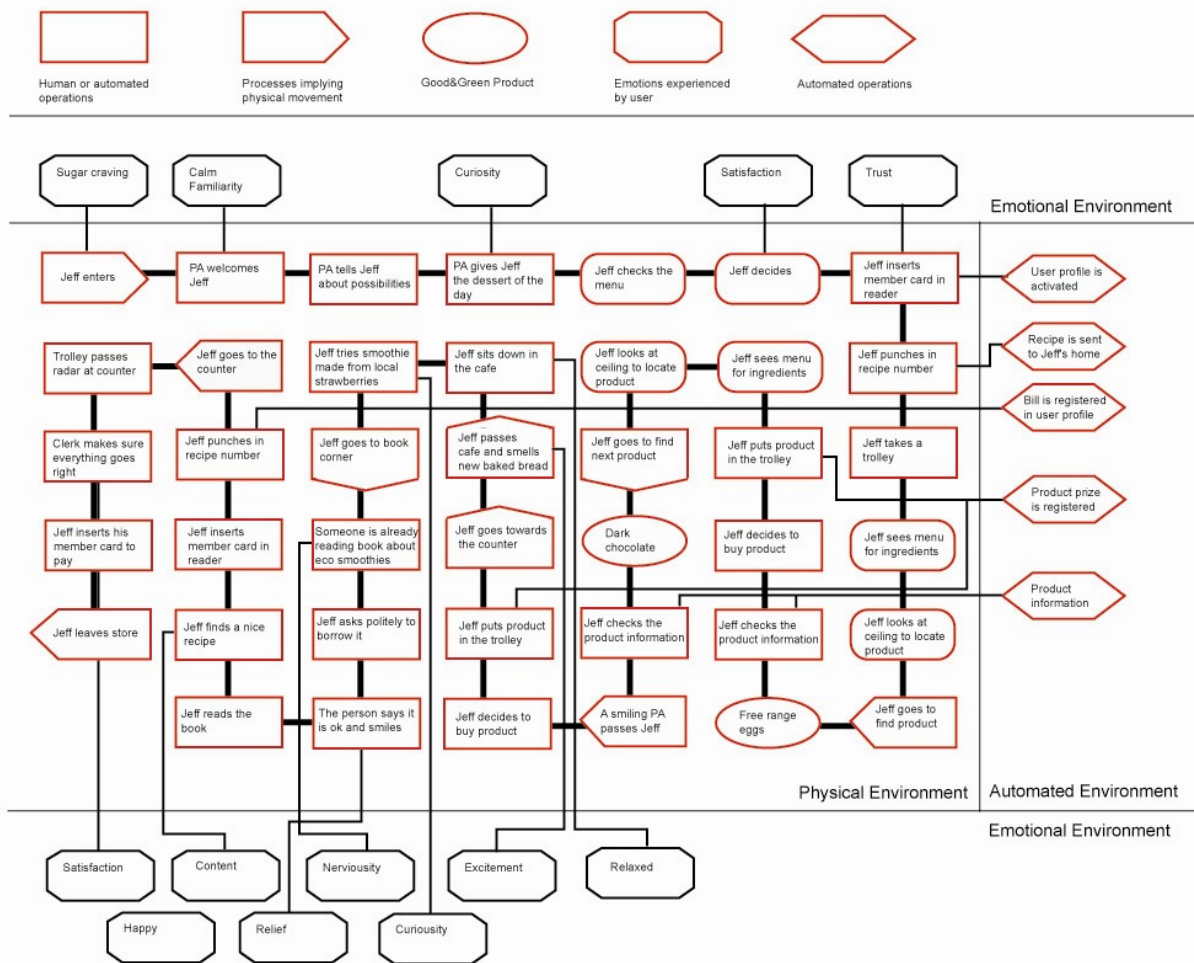 Human or automated
operations
Processes implying
physical movement
Good&Green Product
Emotions experienced
by user
Automated operations
Sugar craving
Calm
Familiarity
Curiosity
Satisfaction
Trust
Emotional Environment
Jeff enters
PA welcomes
Jeff
PA tells Jeff
about possibilities
PA gives Jeff
the dessert of the
day
Jeff checks the
menu
Jeff decides
Jeff inserts
member card in
reader
User profile is
activated
Trolley passes
radar at counter
Jeff goes to the
counter
Jeff tries smoothie
made from local
strawberries
Jeff sits down in
the cafe
Jeff looks at
ceiling to locate
product
Jeff sees menu
for ingredients
Jeff punches in
recipe number
Recipe is sent
to Jeff's home
Bill is registered
in user profile
Clerk makes sure
everything goes
right
Jeff punches in
recipe number
Jeff goes to book
corner
Jeff passes
cafe and smells
new baked bread
Jeff goes to find
next product
Jeff puts product
in the trolley
Jeff takes a
trolley
Product prize
is registered
Jeff inserts his
member card to
pay
Jeff inserts
member card in
reader
Someone is already
reading book about
eco smoothies
Jeff goes towards
the counter
Dark
chocolate
Jeff decides to
buy product
Jeff sees menu
for ingredients
Product
information
Jeff leaves store
Jeff finds a nice
recipe
Jeff asks politely to
borrow it
Jeff puts product
in the trolley
Jeff checks the
product information
Jeff checks the
product information
Jeff looks at
ceiling to locate
product
Jeff reads the
book
The person says it
is ok and smiles
Jeff decides to
buy product
A smiling PA
passes Jeff
Free range
eggs
Jeff goes to
find product
Physical Environment
Automated Environment
Emotional Environment
Satisfaction
Content
Nerviousity
Excitement
Relaxed
Happy
Relief
Curiousity